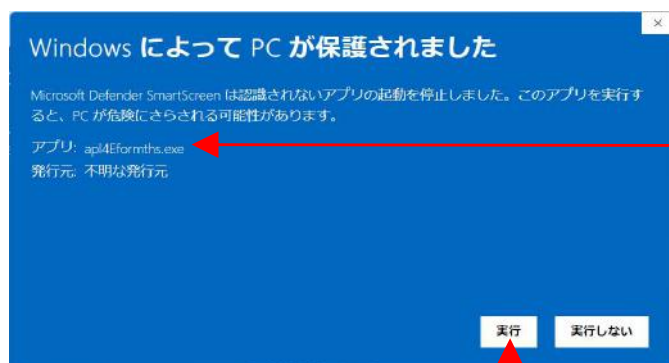 Windows によって PC が保護されました
Microsoft Defender SmartScreen は認識されないアプリの起動を停止しました。このアプリを実行す
ると、PC が危険にさらされる可能性があります。
アプリ: apl4Eformths.exe
発行元: 不明な発行元
実行 実行しない